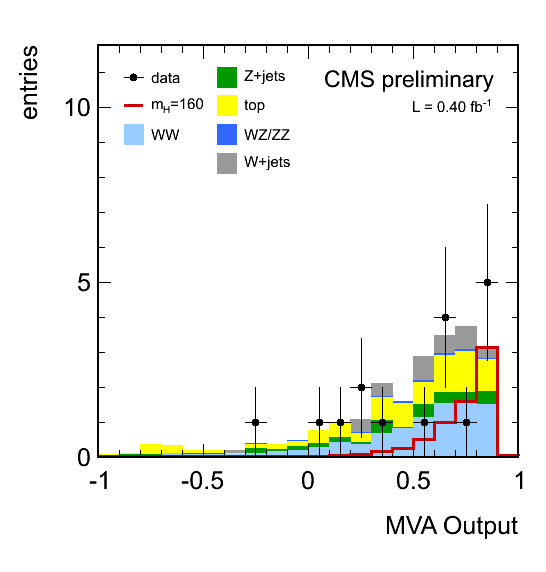 entries
data
m_H=160
WW
Z+jets
top
WZ/ZZ
W+jets
CMS preliminary
L = 0.40 fb⁻¹
10
5
0
-1 -0.5 0 0.5 1
MVA Output